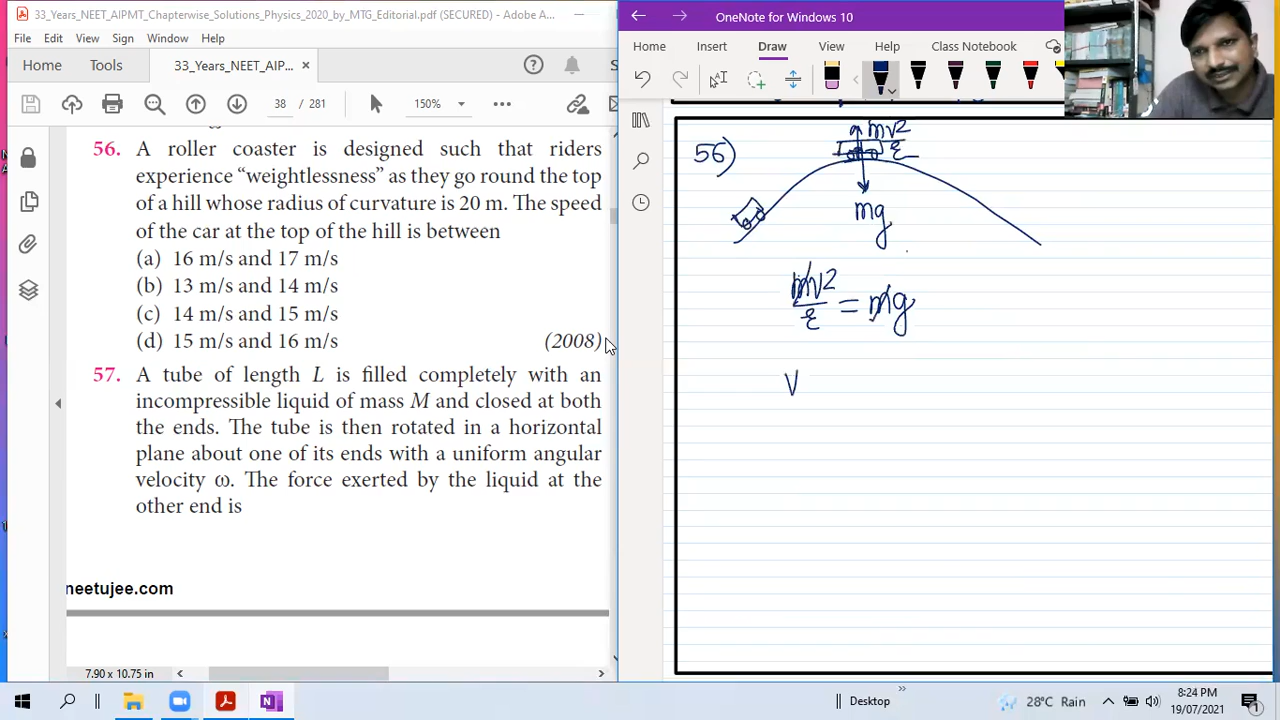 33_Years_NEET_AIPMT_Chapterwise_Solutions_Physics_2020_by_MTG_Editorial.pdf (SECURED) - Adobe A...
File Edit View Sign Window Help
Home Tools 33_Years_NEET_AIP... ×
38 / 281 150%
56. A roller coaster is designed such that riders
experience “weightlessness” as they go round the top
of a hill whose radius of curvature is 20 m. The speed
of the car at the top of the hill is between
(a) 16 m/s and 17 m/s
(b) 13 m/s and 14 m/s
(c) 14 m/s and 15 m/s
(d) 15 m/s and 16 m/s (2008)
57. A tube of length L is filled completely with an
incompressible liquid of mass M and closed at both
the ends. The tube is then rotated in a horizontal
plane about one of its ends with a uniform angular
velocity ω. The force exerted by the liquid at the
other end is
neetujee.com
7.90 x 10.75 in
OneNote for Windows 10
Home Insert Draw View Help Class Notebook
56)
mv2
r
mg
mv2
r = mg
V
Desktop
28°C Rain
8:24 PM
19/07/2021
1